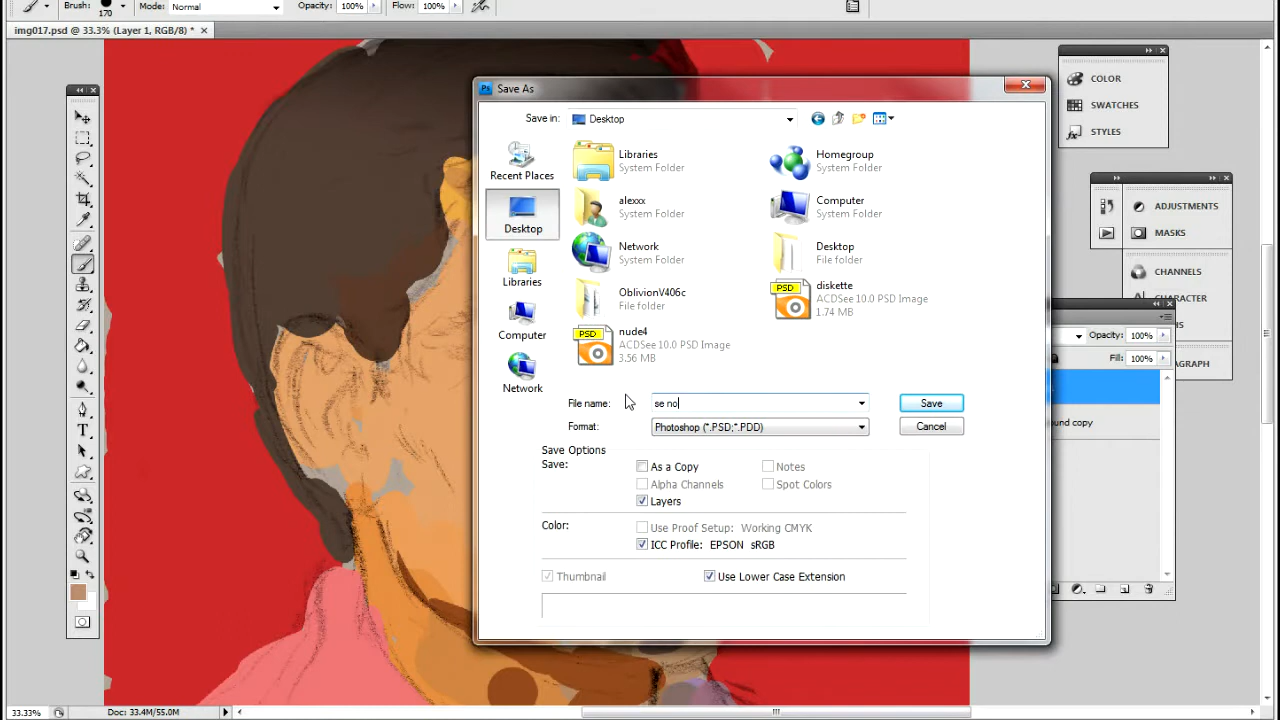 Brush: 170 Mode: Normal Opacity: 100% Flow: 100%
img017.psd @ 33.3% (Layer 1, RGB/8) * ×
Save As
Save in: Desktop
Recent Places
Desktop
Libraries
Computer
Network
Libraries
System Folder
Homegroup
System Folder
alexxx
System Folder
Computer
System Folder
Network
System Folder
Desktop
File folder
OblivionV406c
File folder
PSD
diskette
ACDSee 10.0 PSD Image
1.74 MB
PSD
nude4
ACDSee 10.0 PSD Image
3.56 MB
File name: se no Save
Format: Photoshop (*.PSD;*.PDD) Cancel
Save Options
Save: As a Copy Notes
Alpha Channels Spot Colors
Layers
Color: Use Proof Setup: Working CMYK
ICC Profile: EPSON sRGB
Thumbnail Use Lower Case Extension
COLOR
SWATCHES
STYLES
ADJUSTMENTS
MASKS
CHANNELS
CHARACTER
RAGRAPH
Opacity: 100%
Fill: 100%
und copy
33.33% Doc: 33.4M/55.0M